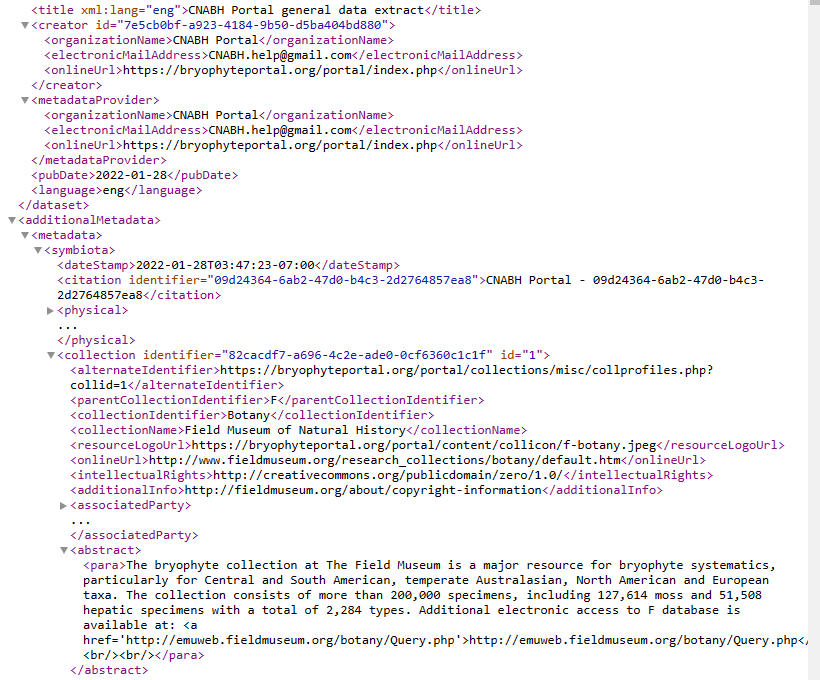 <title xml:lang="eng">CNABH Portal general data extract</title>
▼<creator id="7e5cb0bf-a923-4184-9b50-d5ba404bd880">
<organizationName>CNABH Portal</organizationName>
<electronicMailAddress>CNABH.help@gmail.com</electronicMailAddress>
<onlineUrl>https://bryophyteportal.org/portal/index.php</onlineUrl>
</creator>
▼<metadataProvider>
<organizationName>CNABH Portal</organizationName>
<electronicMailAddress>CNABH.help@gmail.com</electronicMailAddress>
<onlineUrl>https://bryophyteportal.org/portal/index.php</onlineUrl>
</metadataProvider>
<pubDate>2022-01-28</pubDate>
<language>eng</language>
</dataset>
▼<additionalMetadata>
▼<metadata>
▼<symbiota>
<dateStamp>2022-01-28T03:47:23-07:00</dateStamp>
<citation identifier="09d24364-6ab2-47d0-b4c3-2d2764857ea8">CNABH Portal - 09d24364-6ab2-47d0-b4c3-
2d2764857ea8</citation>
▶<physical>
...
</physical>
▼<collection identifier="82cacdf7-a696-4c2e-ade0-0cf6360c1c1f" id="1">
<alternateIdentifier>https://bryophyteportal.org/portal/collections/misc/collprofiles.php?
collid=1</alternateIdentifier>
<parentCollectionIdentifier>F</parentCollectionIdentifier>
<collectionIdentifier>Botany</collectionIdentifier>
<collectionName>Field Museum of Natural History</collectionName>
<resourceLogoUrl>https://bryophyteportal.org/portal/content/collicon/f-botany.jpeg</resourceLogoUrl>
<onlineUrl>http://www.fieldmuseum.org/research_collections/botany/default.htm</onlineUrl>
<intellectualRights>http://creativecommons.org/publicdomain/zero/1.0/</intellectualRights>
<additionalInfo>http://fieldmuseum.org/about/copyright-information</additionalInfo>
▶<associatedParty>
...
</associatedParty>
▼<abstract>
<para>The bryophyte collection at The Field Museum is a major resource for bryophyte systematics,
particularly for Central and South American, temperate Australasian, North American and European
taxa. The collection consists of more than 200,000 specimens, including 127,614 moss and 51,508
hepatic specimens with a total of 2,284 types. Additional electronic access to F database is
available at: <a
href='http://emuweb.fieldmuseum.org/botany/Query.php'>http://emuweb.fieldmuseum.org/botany/Query.php</
<br/><br/></para>
</abstract>